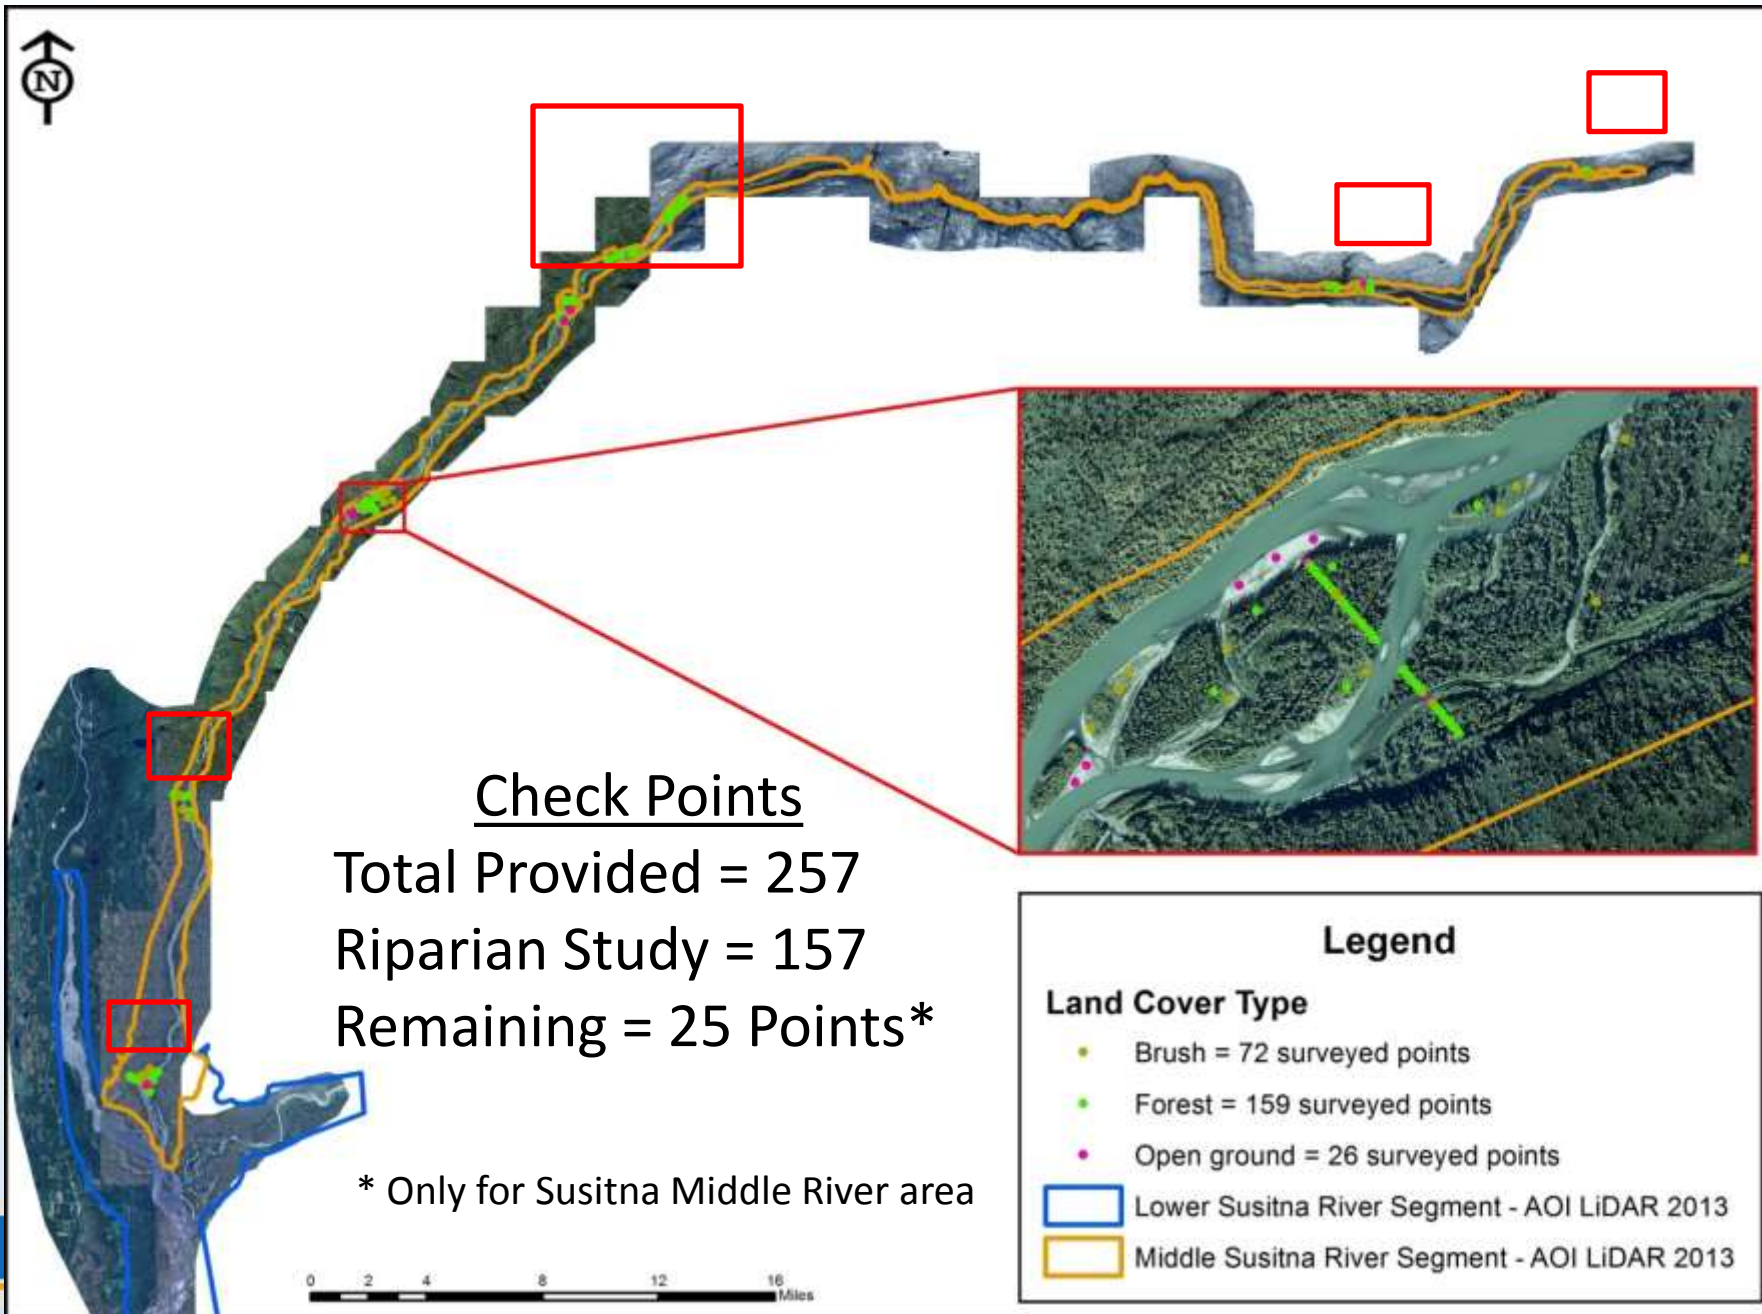 N
Check Points
Total Provided = 257
Riparian Study = 157
Remaining = 25 Points*
* Only for Susitna Middle River area
0 2 4 8 12 16
Miles
Legend
Land Cover Type
Brush = 72 surveyed points
Forest = 159 surveyed points
Open ground = 26 surveyed points
Lower Susitna River Segment - AOI LiDAR 2013
Middle Susitna River Segment - AOI LiDAR 2013